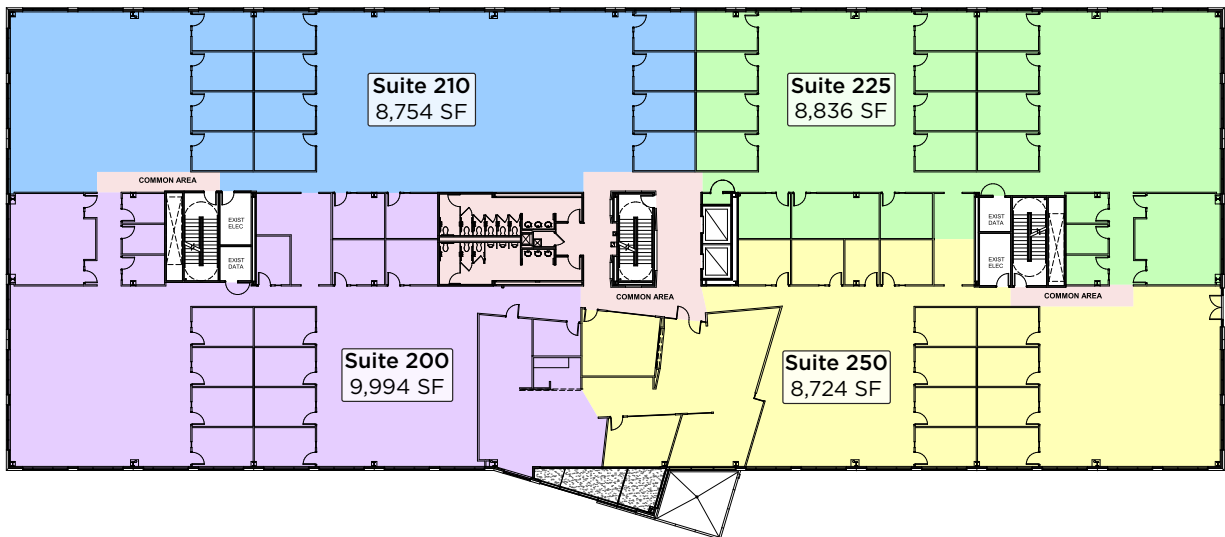 Suite 210
8,754 SF
Suite 225
8,836 SF
COMMON AREA
EXIST
ELEC
EXIST
DATA
EXIST
DATA
EXIST
ELEC
COMMON AREA
COMMON AREA
Suite 200
9,994 SF
Suite 250
8,724 SF